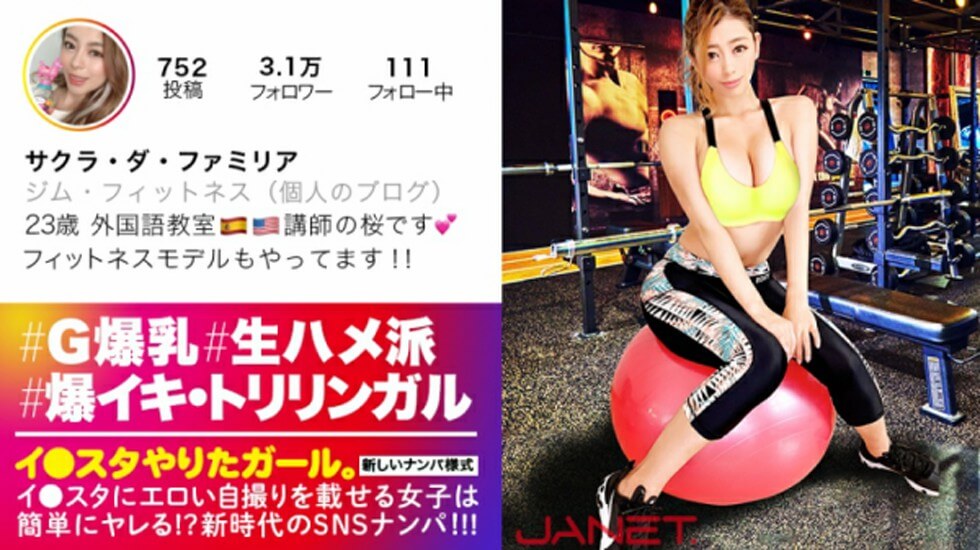 752
3.1万
111
投稿
フォロワー
フォロー中
サクラ・ダ・ファミリア
ジム・フィットネス（個人のブログ）
23歳 外国語教室🇪🇸🇺🇸講師の桜です💕
フィットネスモデルもやってます!!
#G爆乳#生ハメ派
#爆イキ・トリリンガル
イ●スタやりたガール。 新しいナンパ様式
イ●スタにエロい自撮りを載せる女子は
簡単にヤレる!?新時代のSNSナンパ!!!
JANET.